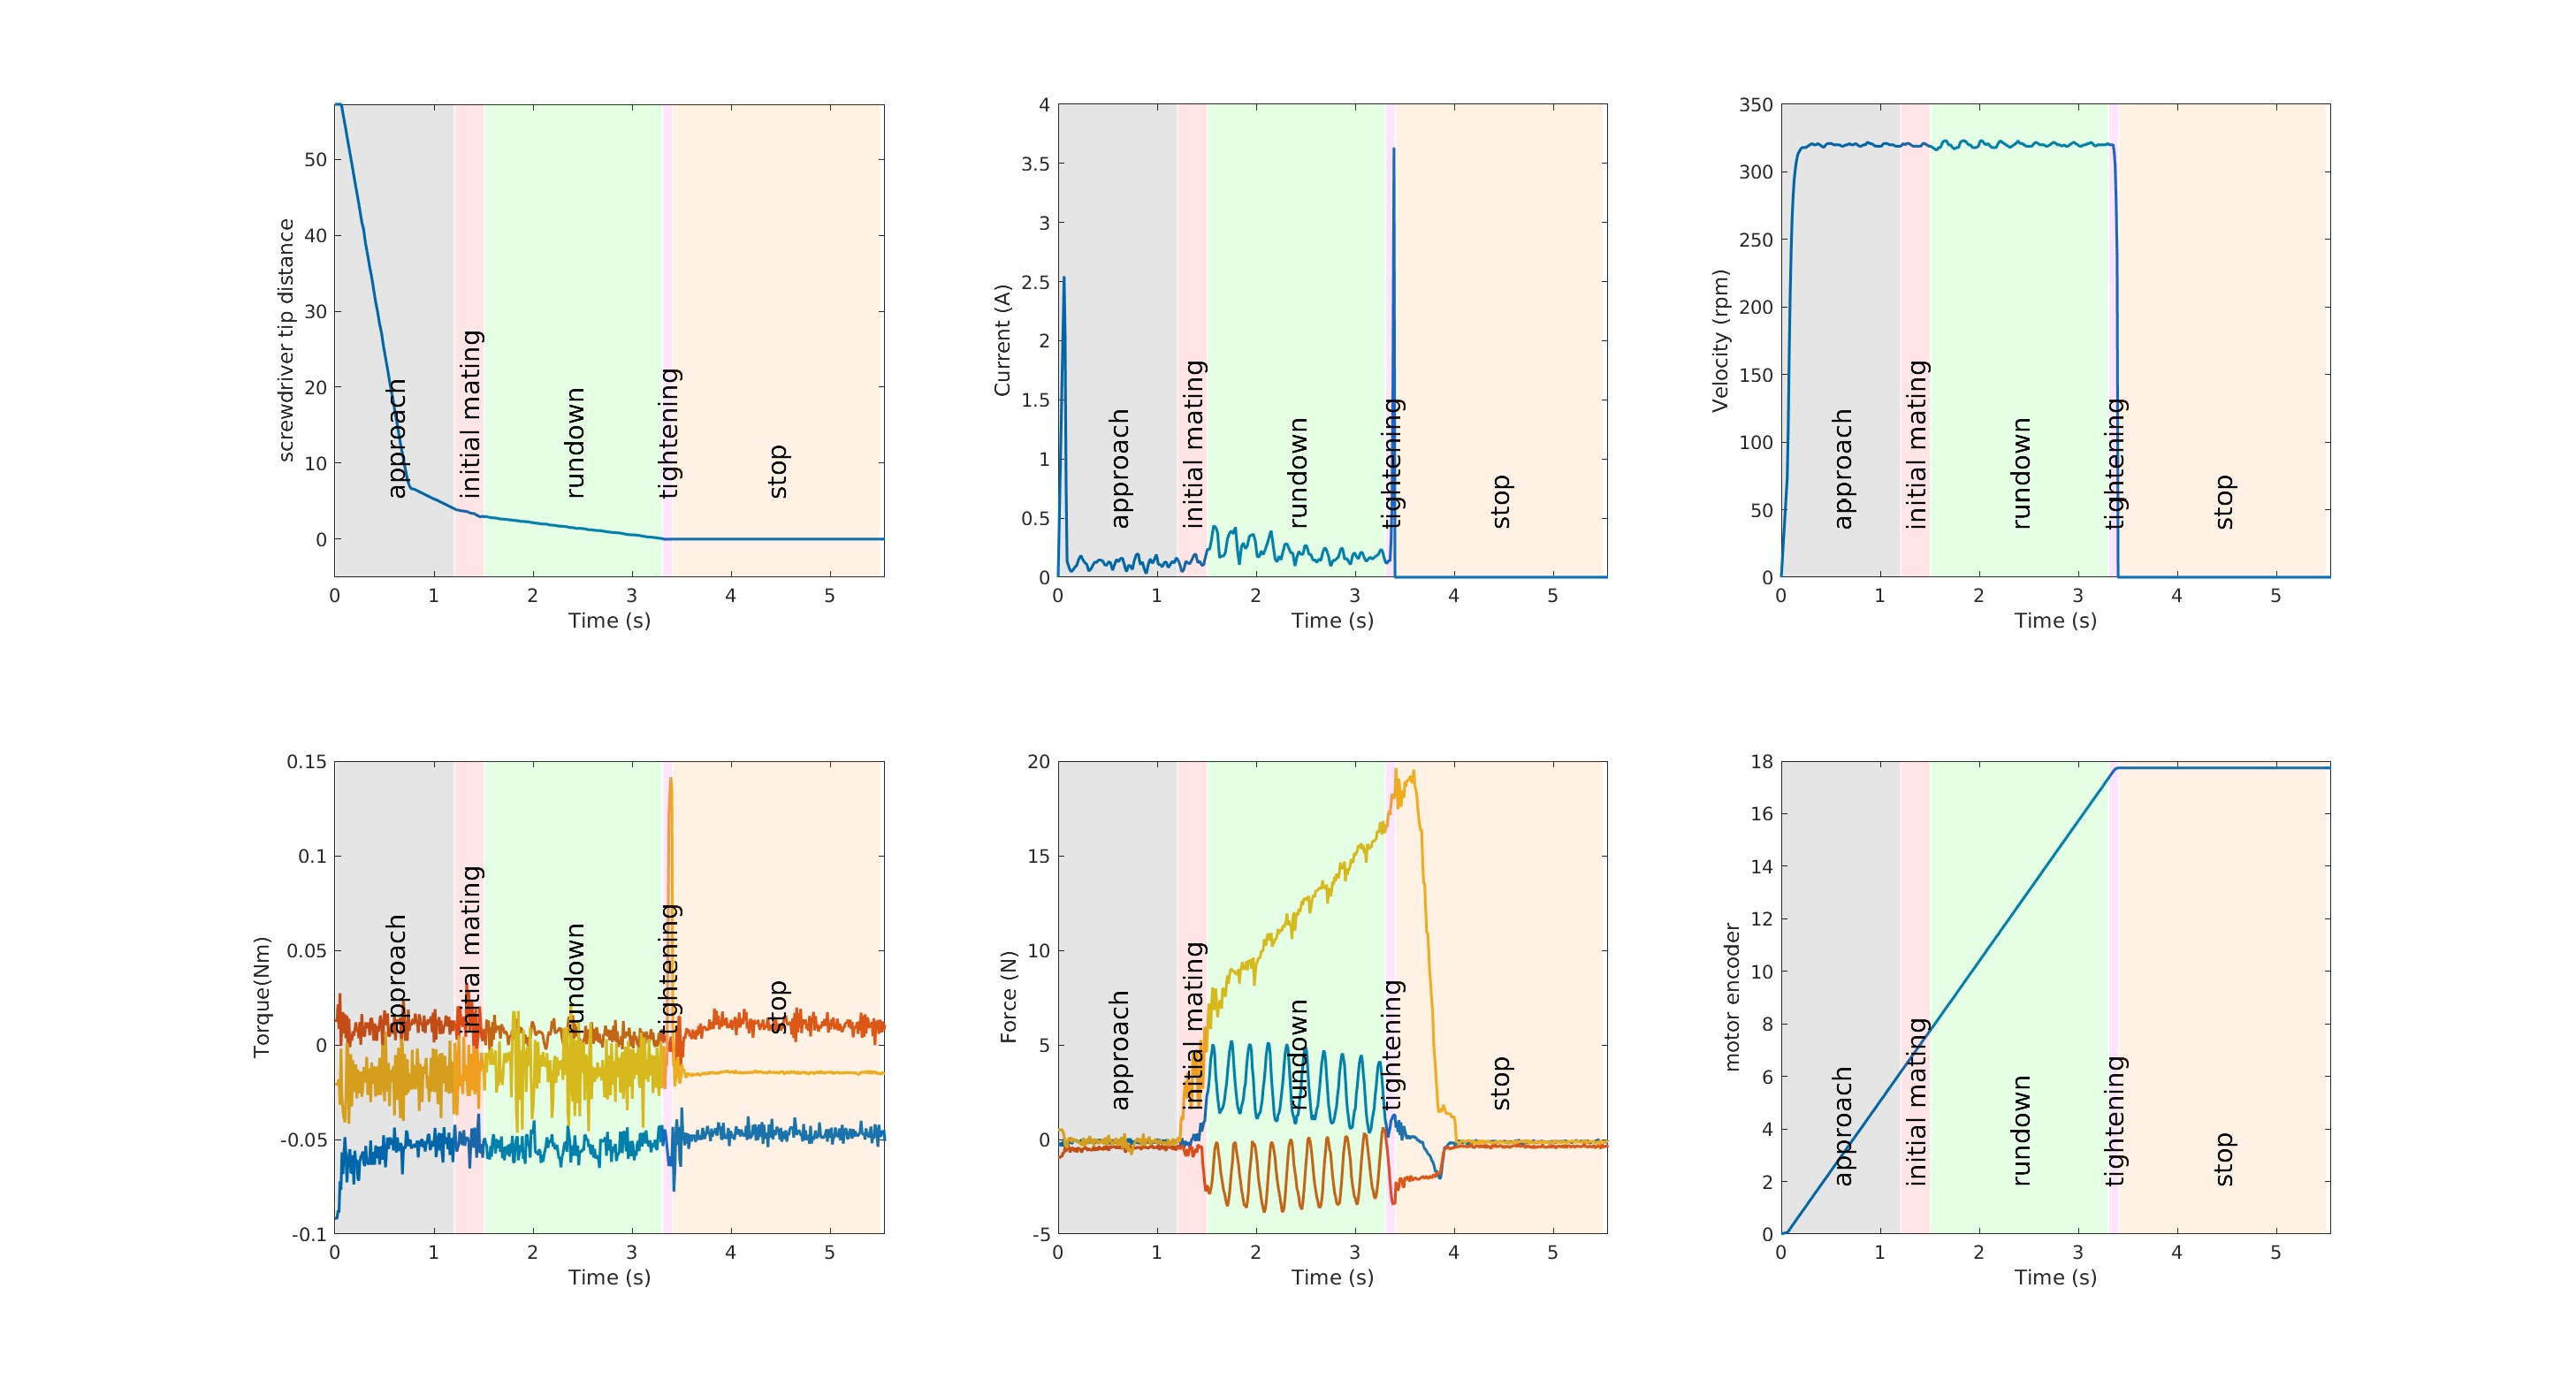 screwdriver tip distance
50
40
30
20
10
0
approach
initial mating
rundown
tightening
stop
0 1 2 3 4 5
Time (s)
Current (A)
4
3.5
3
2.5
2
1.5
1
0.5
0
approach
initial mating
rundown
tightening
stop
0 1 2 3 4 5
Time (s)
Velocity (rpm)
350
300
250
200
150
100
50
0
approach
initial mating
rundown
tightening
stop
0 1 2 3 4 5
Time (s)
Torque(Nm)
0.15
0.1
0.05
0
-0.05
-0.1
approach
initial mating
rundown
tightening
stop
0 1 2 3 4 5
Time (s)
Force (N)
20
15
10
5
0
-5
approach
initial mating
rundown
tightening
stop
0 1 2 3 4 5
Time (s)
motor encoder
18
16
14
12
10
8
6
4
2
0
approach
initial mating
rundown
tightening
stop
0 1 2 3 4 5
Time (s)